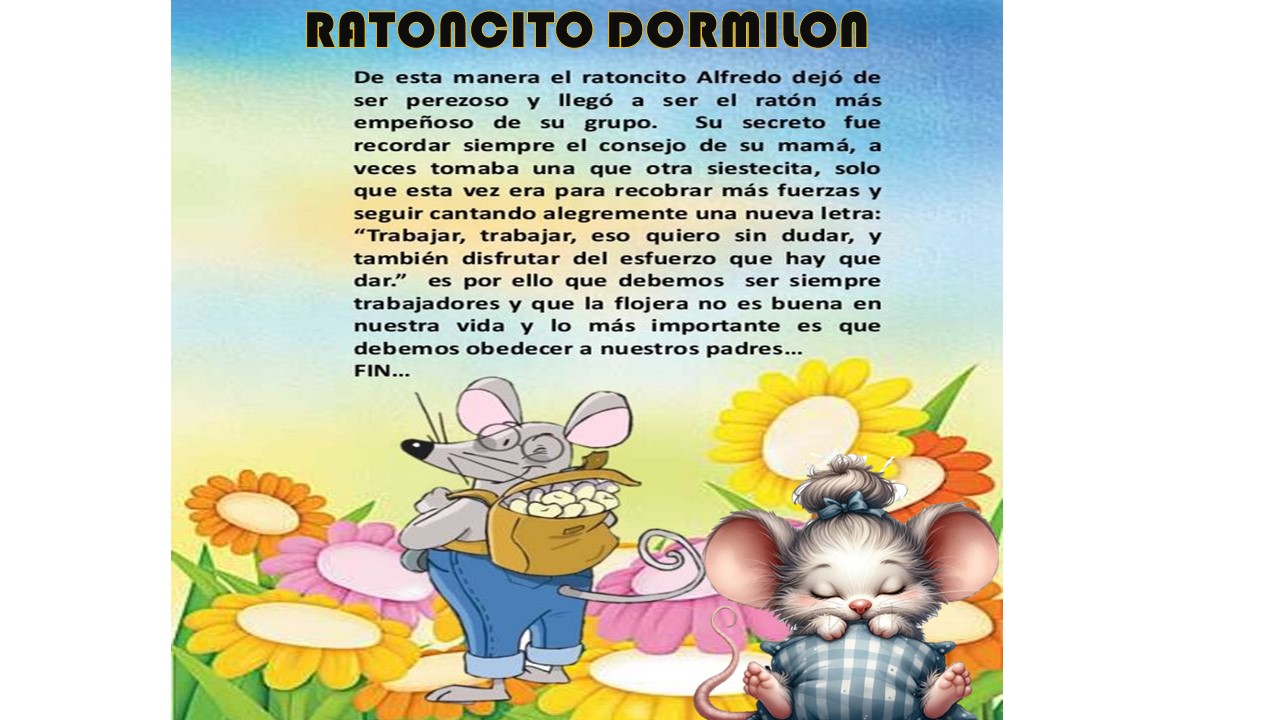 RATONCITO DORMILON
De esta manera el ratoncito Alfredo dejó de
ser perezoso y llegó a ser el ratón más
empeñoso de su grupo.  Su secreto fue
recordar siempre el consejo de su mamá, a
veces tomaba una que otra siestecita, solo
que esta vez era para recobrar más fuerzas y
seguir cantando alegremente una nueva letra:
“Trabajar, trabajar, eso quiero sin dudar, y
también disfrutar del esfuerzo que hay que
dar.”  es por ello que debemos  ser siempre
trabajadores y que la flojera no es buena en
nuestra vida y lo más importante es que
debemos obedecer a nuestros padres...
FIN...